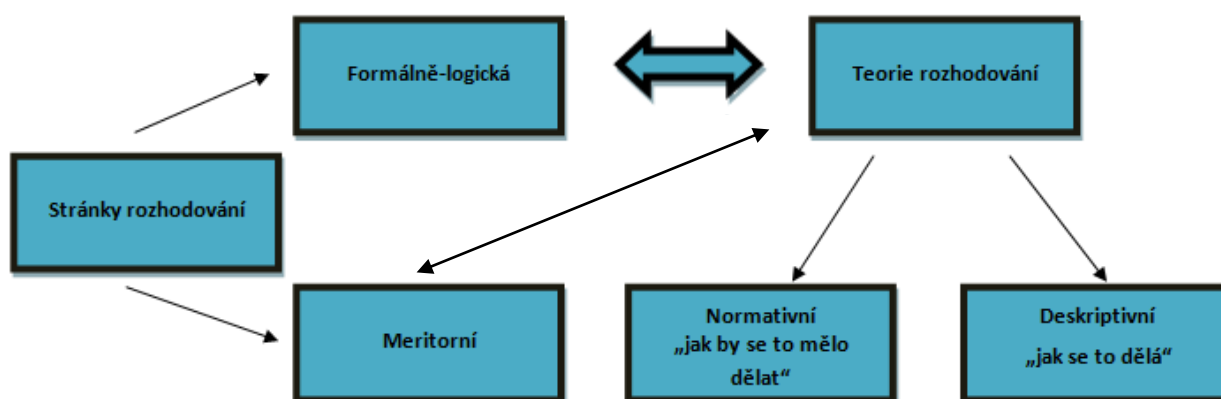 Formálně-logická
Teorie rozhodování
Stránky rozhodování
Meritorní
Normativní
„jak by se to mělo
dělat“
Deskriptivní
„jak se to dělá“